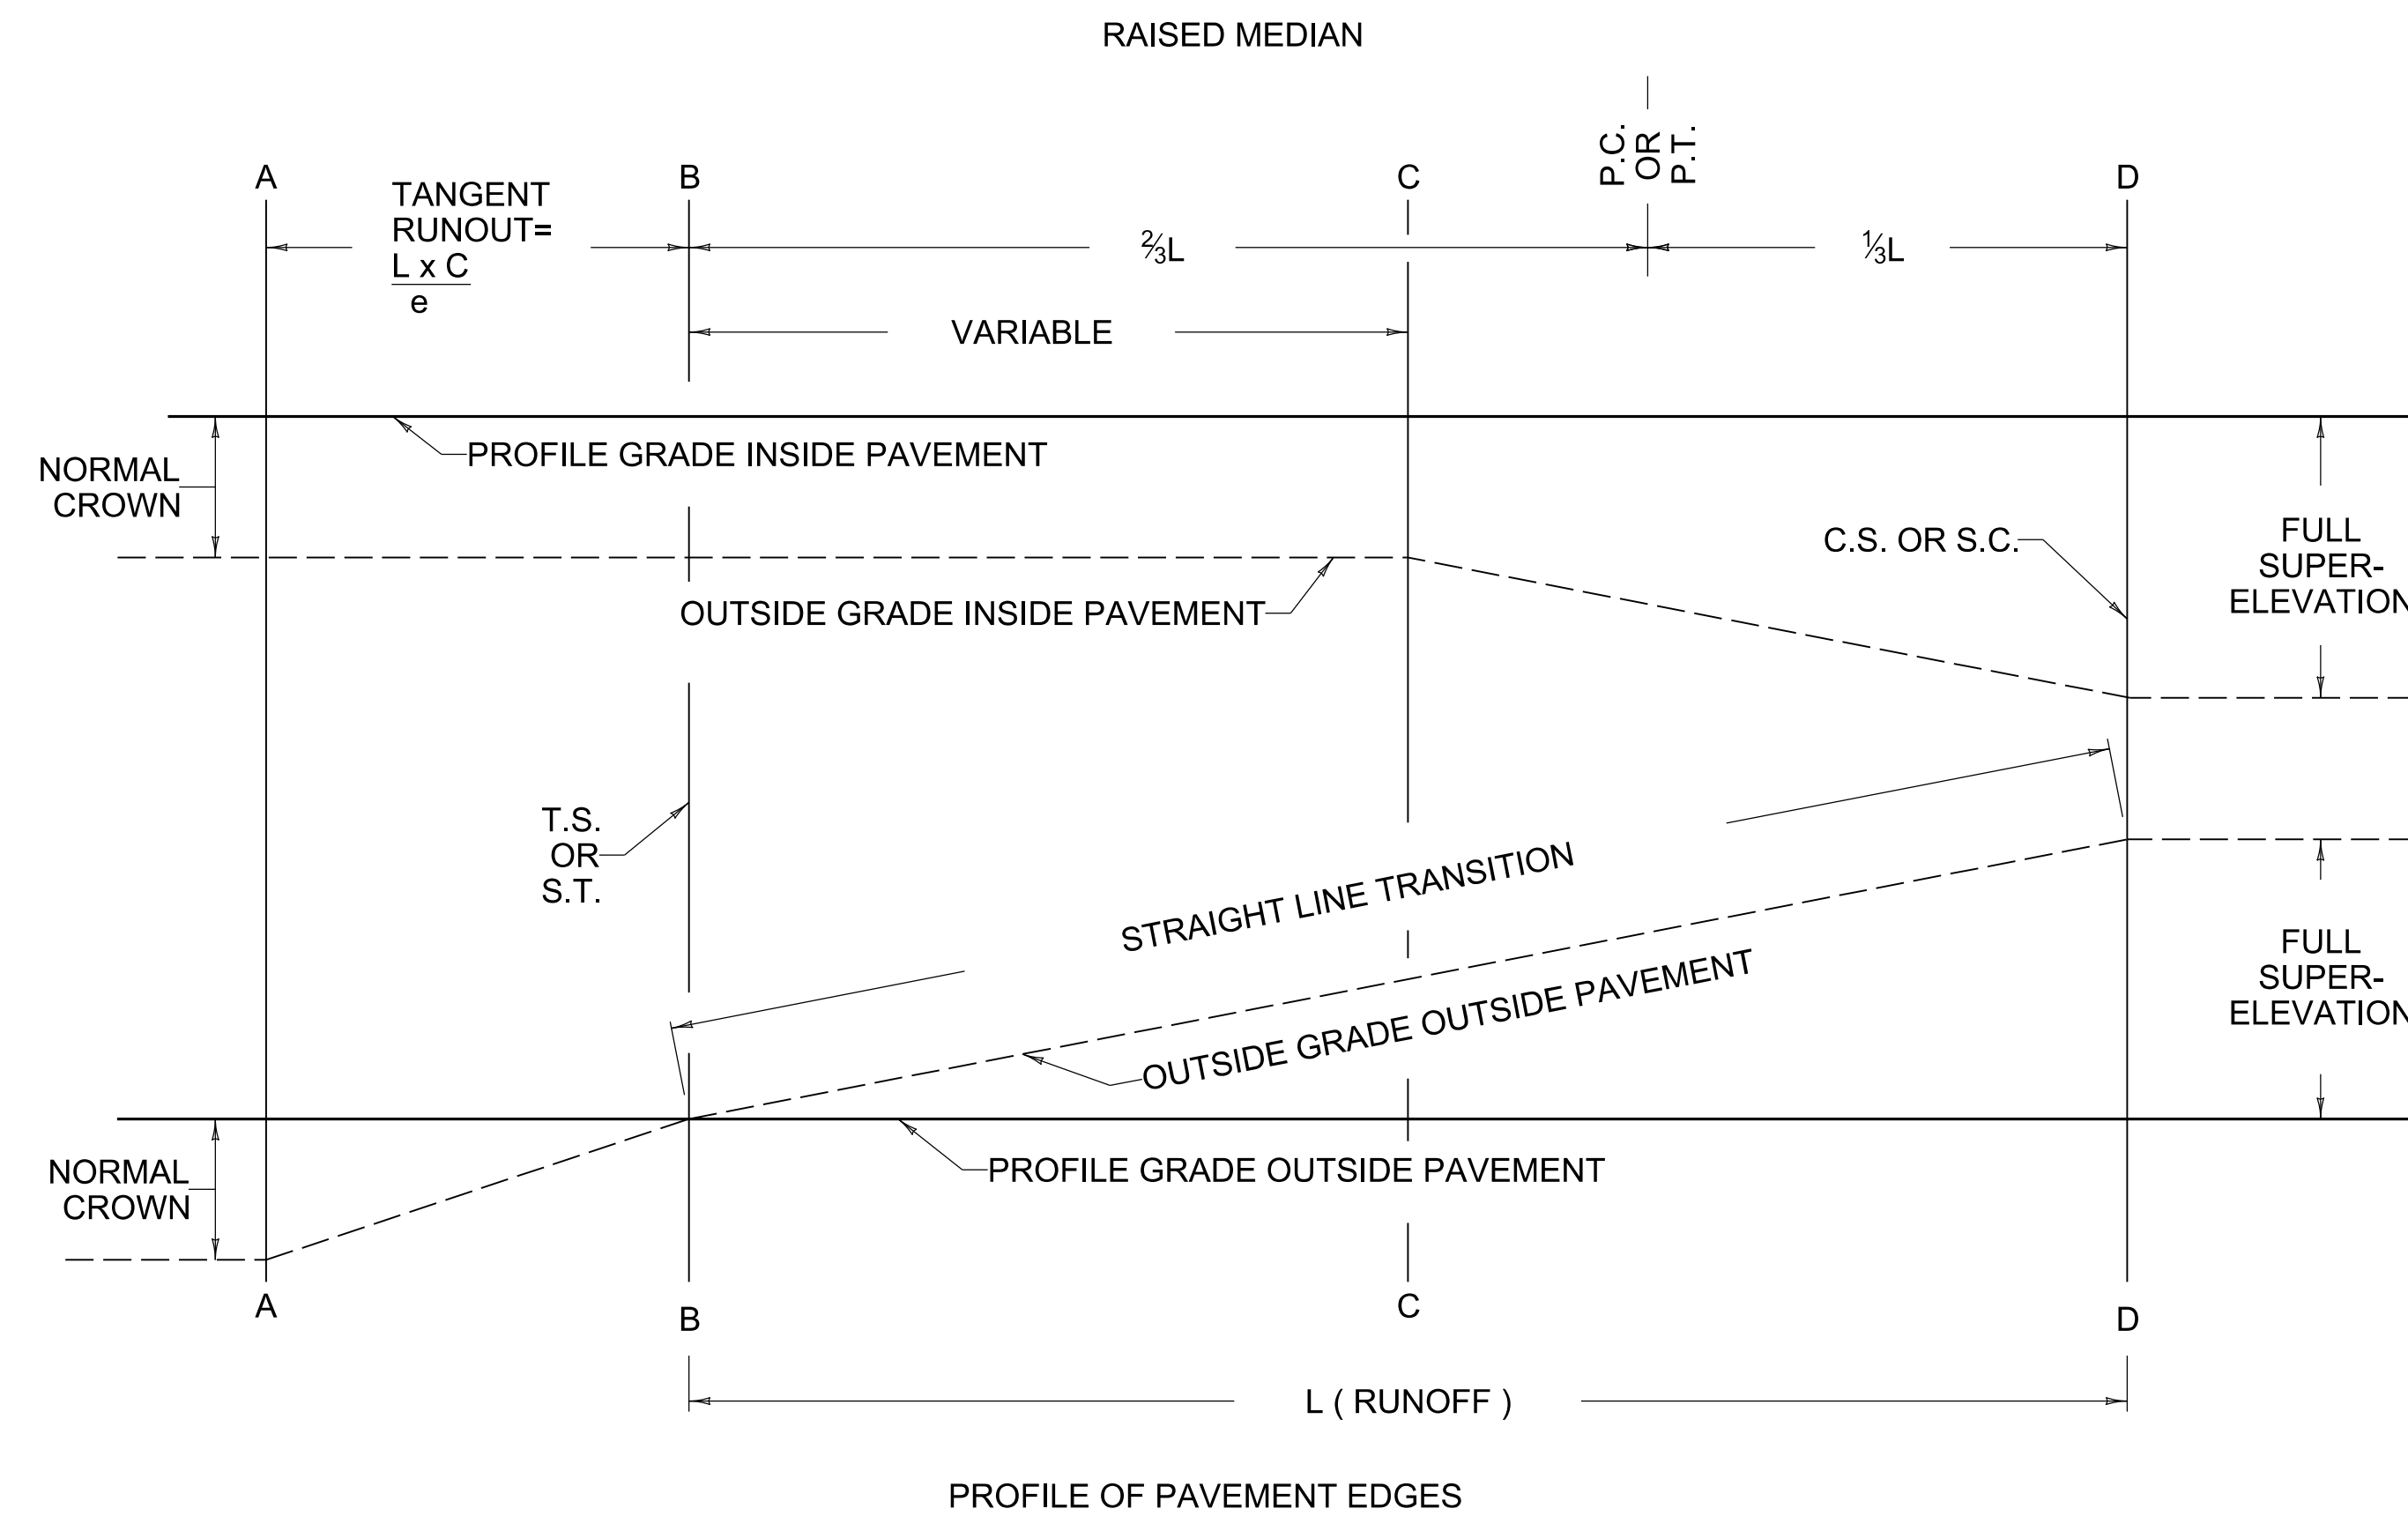 RAISED MEDIAN
P.C.
OR
P.T.
A
B
C
D
TANGENT
RUNOUT=
L x C
e
⅔L
⅓L
VARIABLE
PROFILE GRADE INSIDE PAVEMENT
NORMAL
CROWN
C.S. OR S.C.
FULL
SUPER-
ELEVATION
OUTSIDE GRADE INSIDE PAVEMENT
T.S.
OR
S.T.
STRAIGHT LINE TRANSITION
OUTSIDE GRADE OUTSIDE PAVEMENT
FULL
SUPER-
ELEVATION
PROFILE GRADE OUTSIDE PAVEMENT
NORMAL
CROWN
A
B
C
D
L ( RUNOFF )
PROFILE OF PAVEMENT EDGES